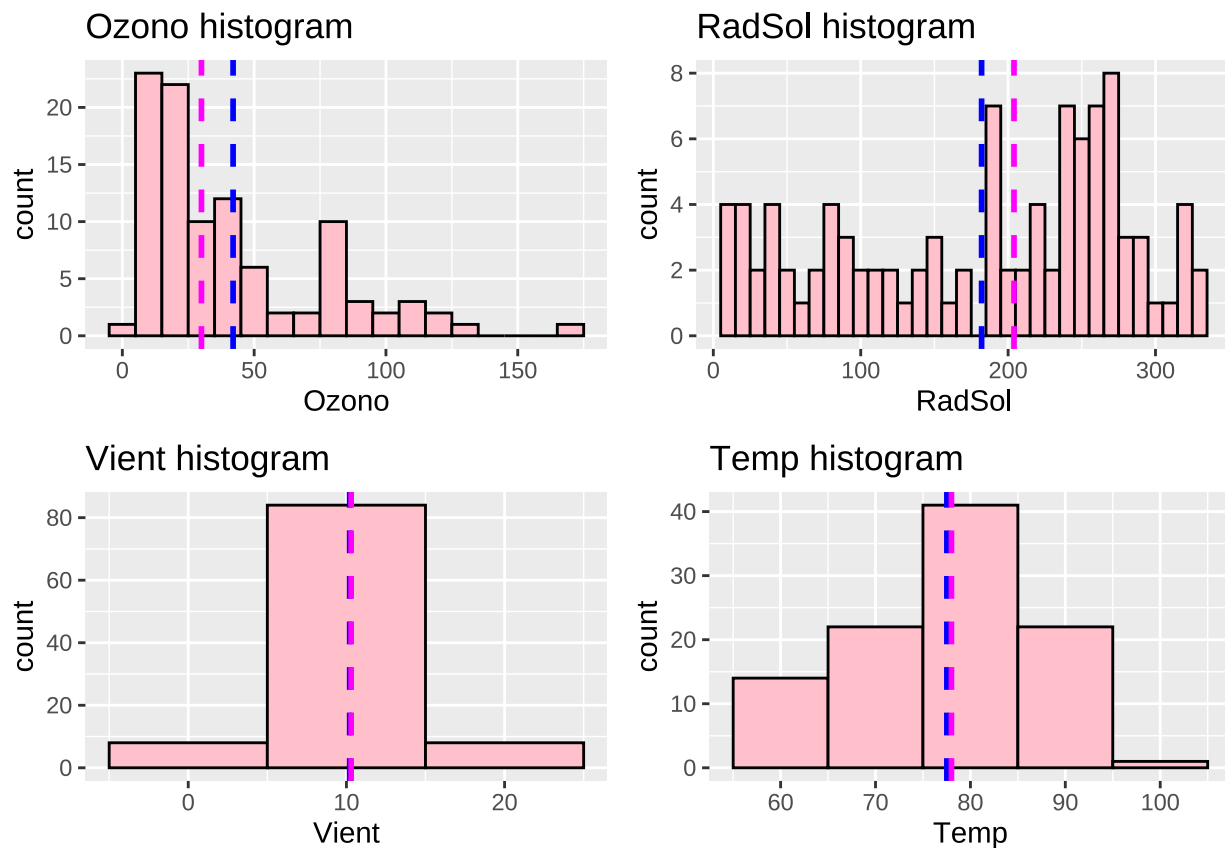 Ozono histogram
20
15
10
5
0
count
0 50 100 150
Ozono
RadSol histogram
8
6
4
2
0
count
0 100 200 300
RadSol
Vient histogram
80
60
40
20
0
count
0 10 20
Vient
Temp histogram
40
30
20
10
0
count
60 70 80 90 100
Temp